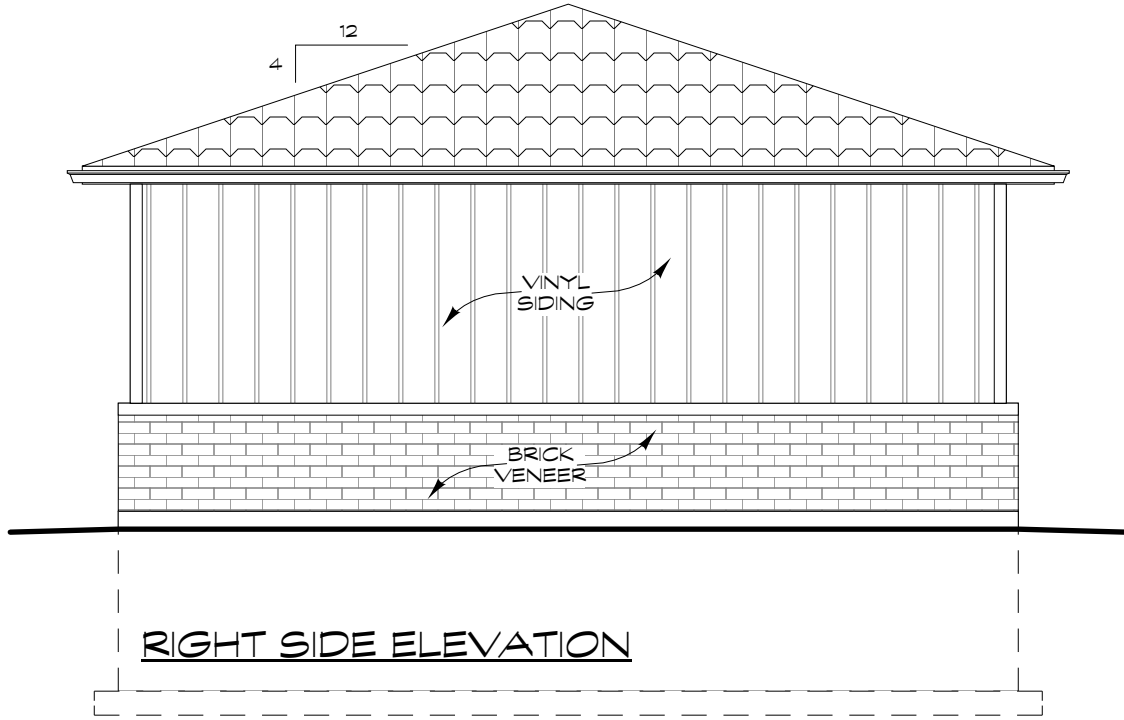 12
4
VINYL
SIDING
BRICK
VENEER
RIGHT SIDE ELEVATION